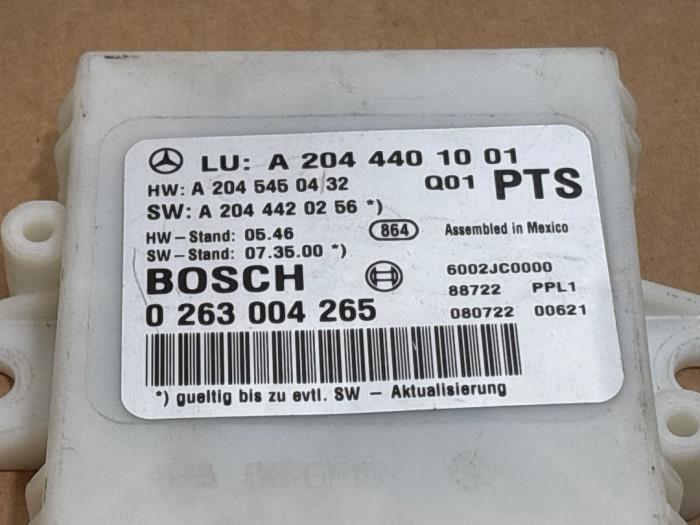 LU: A 204 440 10 01
HW: A 204 545 04 32 Q01 PTS
SW: A 204 442 02 56 *)
HW-Stand: 05.46 864 Assembled in Mexico
SW-Stand: 07.35.00 *)
BOSCH 6002JC0000
88722 PPL1
0 263 004 265 080722 00621
*) gueltig bis zu evtl. SW - Aktualisierung